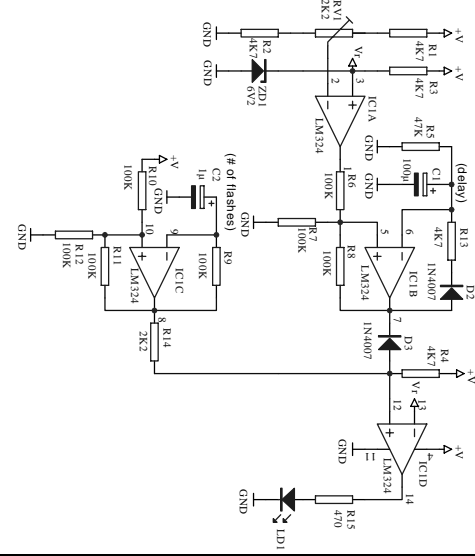 +V
+V
+V
+V
+V
R1
4K7
R3
4K7
RV1
2K2
R2
4K7
GND
ZD1
6V2
GND
Vr
2
3
1
IC1A
LM324
R5
47K
GND
(delay)
C1
100µ
+
GND
R6
100K
R7
100K
GND
R8
100K
R13
4K7
D2
1N4007
5
6
7
IC1B
LM324
D3
1N4007
R4
4K7
Vr
12
13
4
11
14
IC1D
LM324
GND
R15
470
LD1
GND
(# of flashes)
C2
1µ
+
GND
+V
R10
100K
R9
100K
R11
100K
R12
100K
GND
10
9
8
IC1C
LM324
R14
2K2